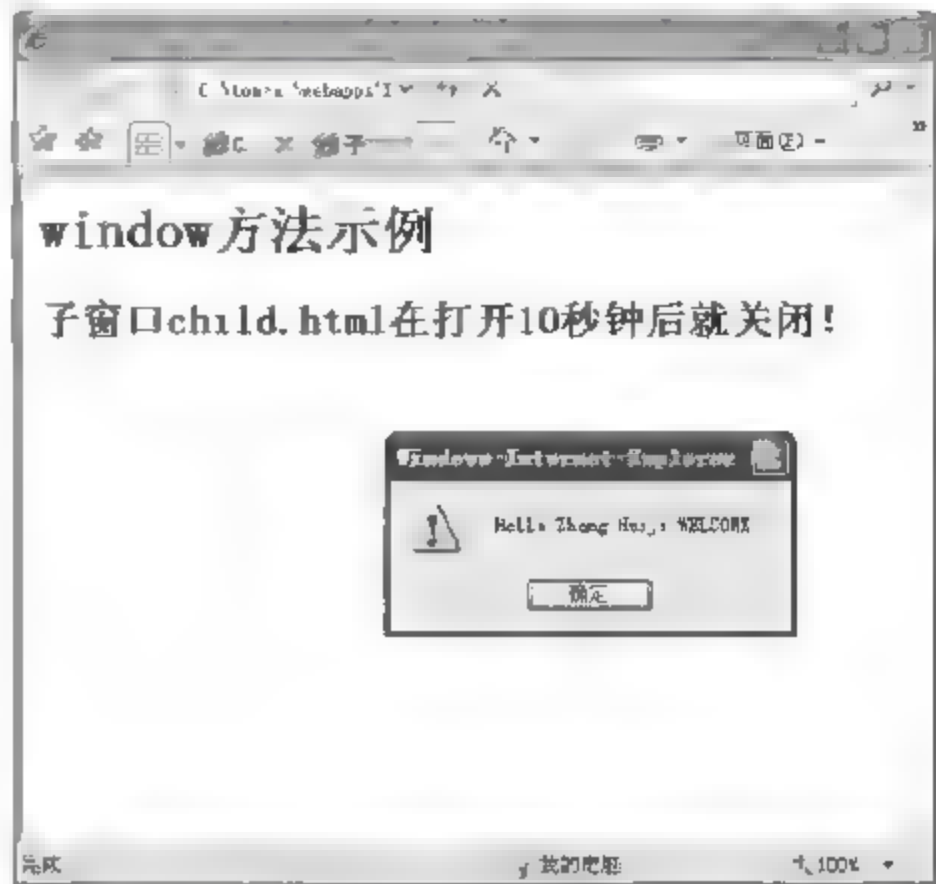 页面(P)
window方法示例
子窗口child.html在打开10秒钟后就关闭!
Windows Internet Explorer
Hello Zhang WELCOME
确定
完成 我的电脑 100%